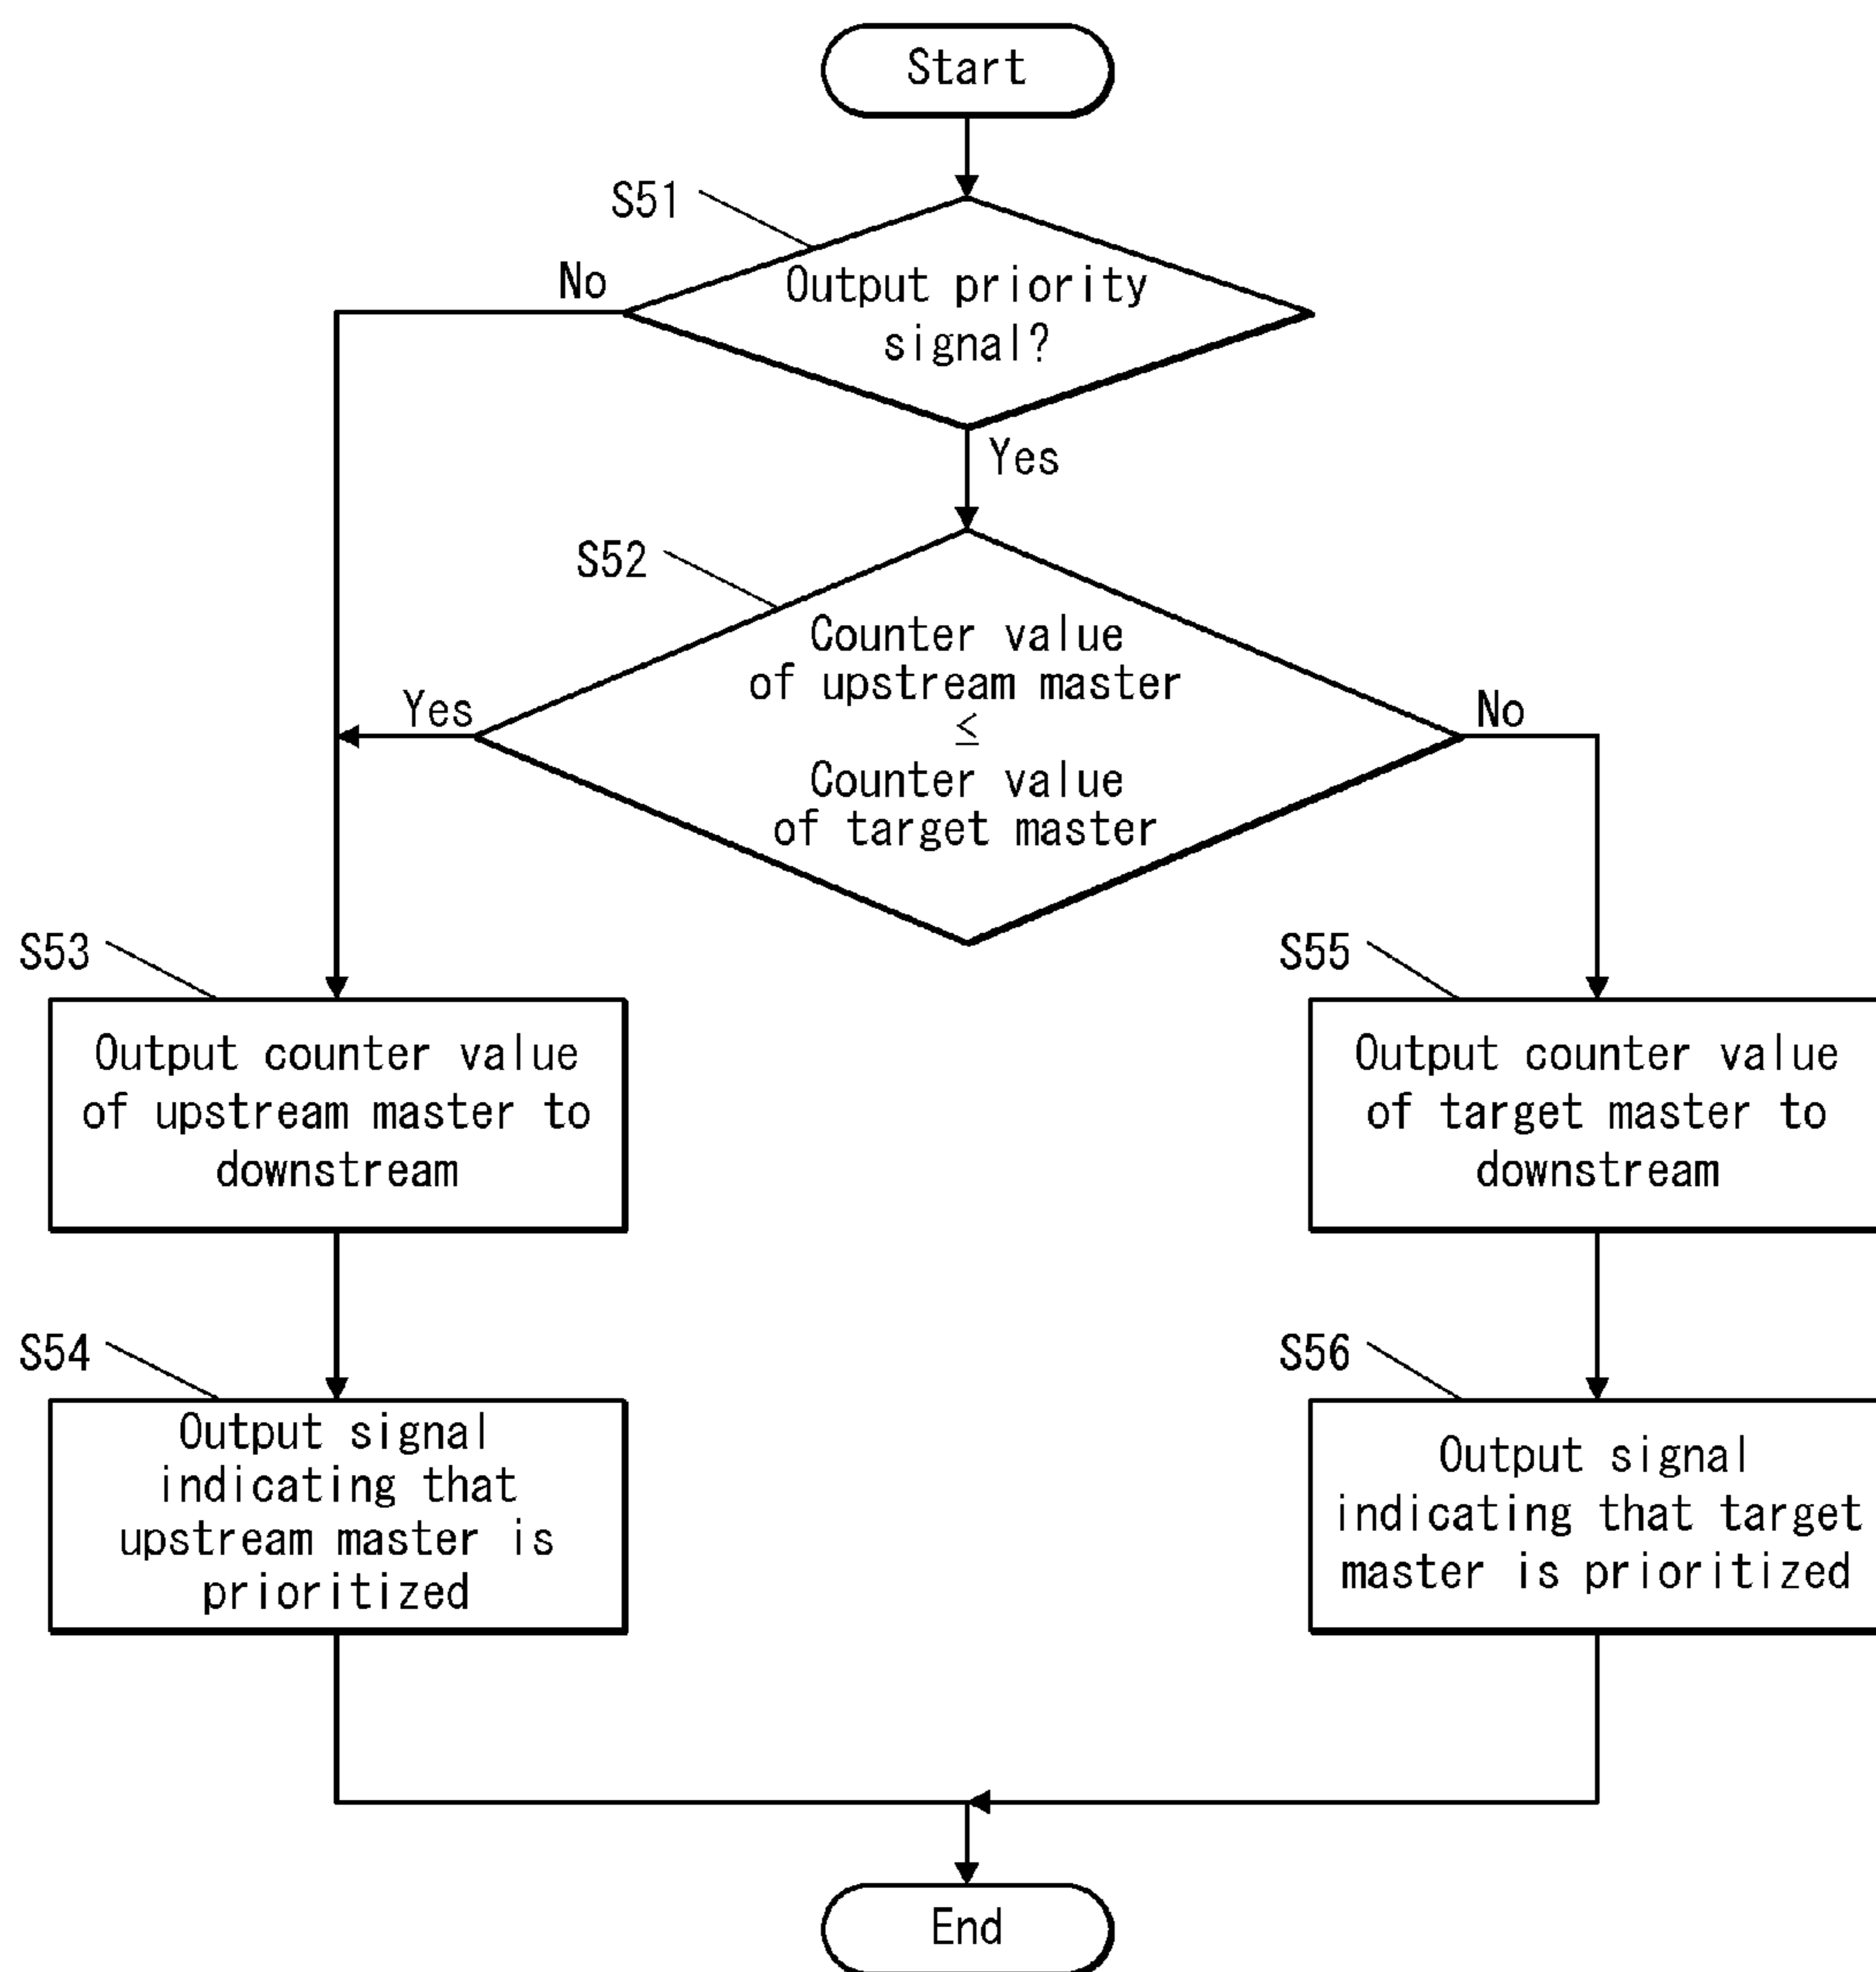 Start
S51
No
Output priority
signal?
Yes
S52
Counter value
of upstream master
≤
Counter value
of target master
Yes
No
S53
Output counter value
of upstream master to
downstream
S55
Output counter value
of target master to
downstream
S54
Output signal
indicating that
upstream master is
prioritized
S56
Output signal
indicating that target
master is prioritized
End